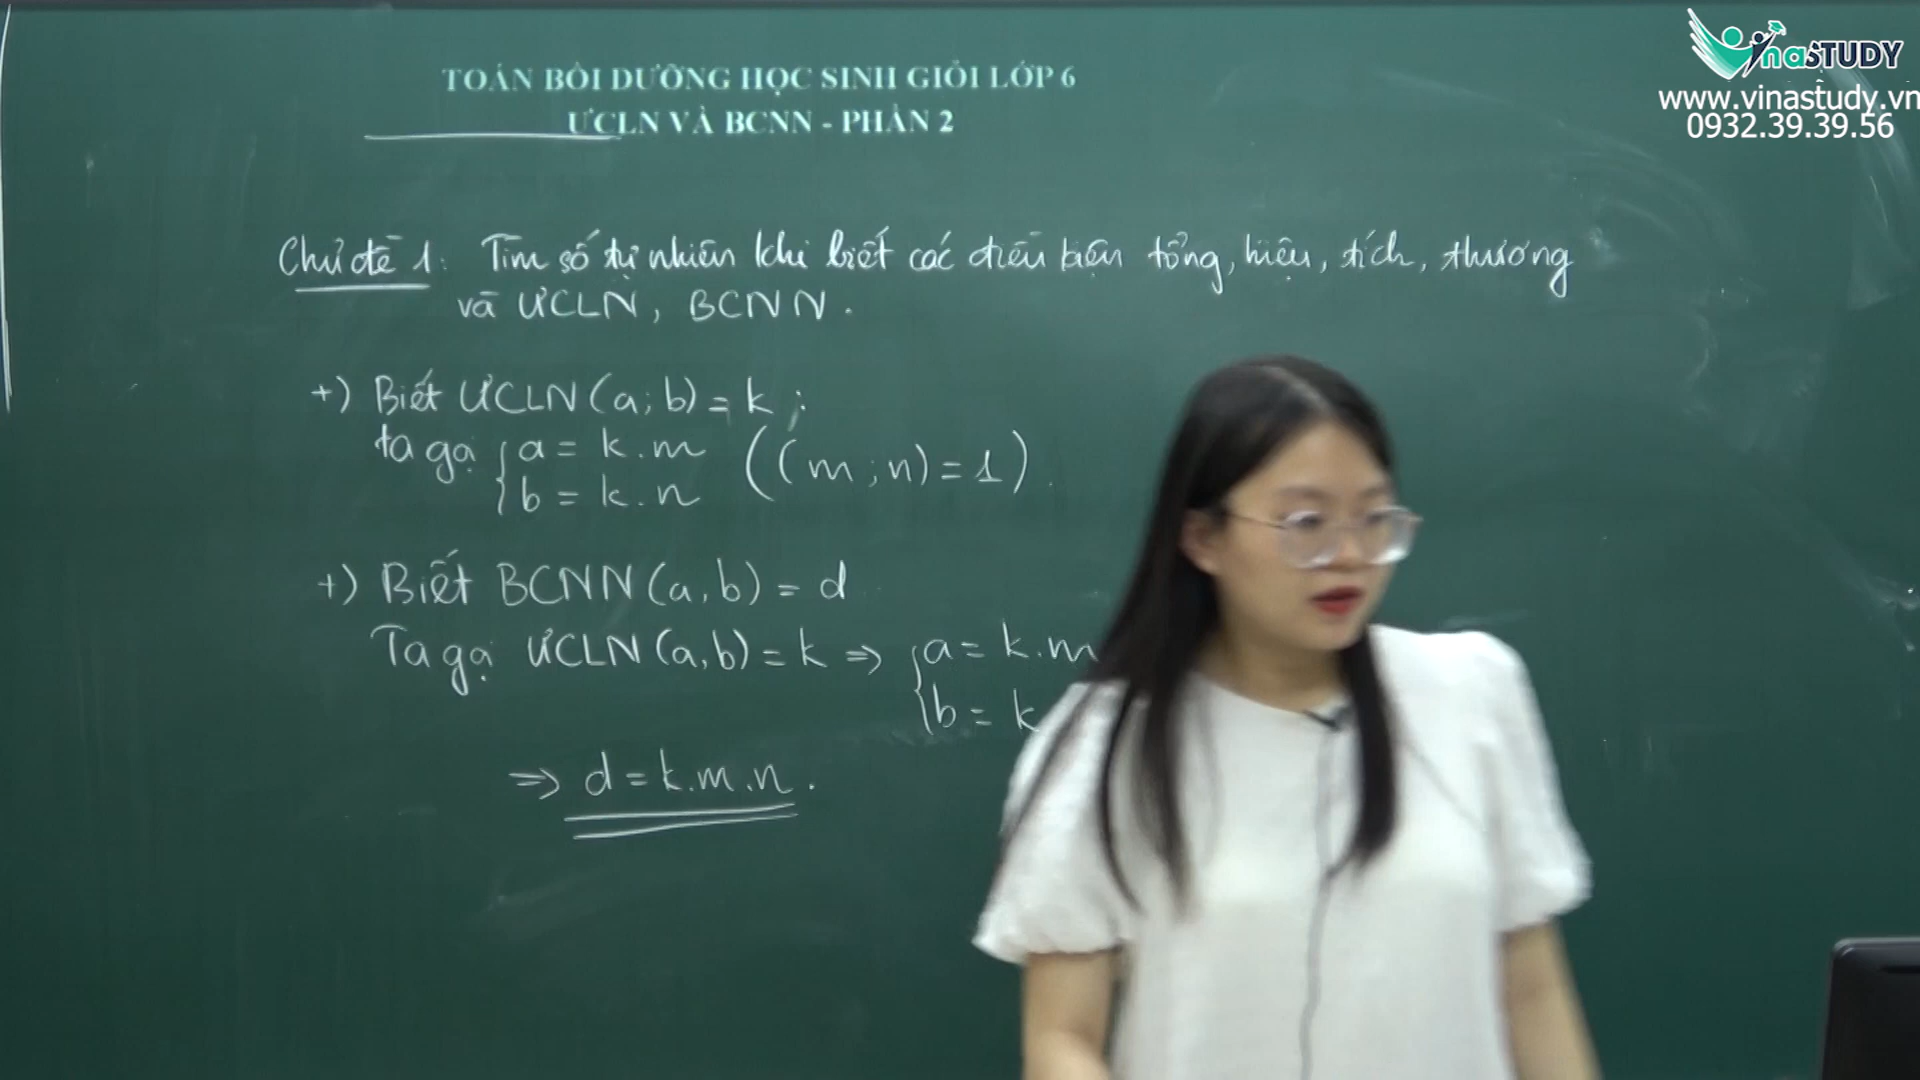 VinaSTUDY
www.vinastudy.vn
0932.39.39.56
TOÁN BỒI DƯỠNG HỌC SINH GIỎI LỚP 6
ƯCLN VÀ BCNN - PHẦN 2
Chủ đề 1: Tìm số tự nhiên khi biết các điều kiện tổng, hiệu, tích, thương
và ƯCLN, BCNN.
+) Biết ƯCLN(a; b) = k;
ta gọi { a = k.m ((m; n) = 1).
b = k.n
+) Biết BCNN(a, b) = d
Ta gọi ƯCLN(a, b) = k => { a = k.m
b = k
=> d = k.m.n.